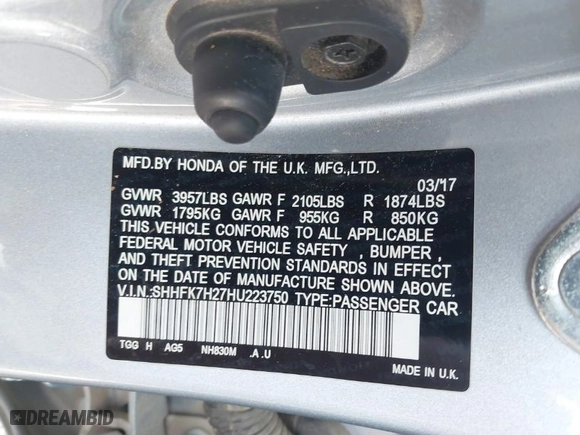 MFD.BY HONDA OF THE U.K. MFG.,LTD.
03/17
GVWR 3957LBS GAWR F 2105LBS R 1874LBS
GVWR 1795KG GAWR F 955KG R 850KG
THIS VEHICLE CONFORMS TO ALL APPLICABLE
FEDERAL MOTOR VEHICLE SAFETY , BUMPER ,
AND THEFT PREVENTION STANDARDS IN EFFECT
ON THE DATE OF MANUFACTURE SHOWN ABOVE.
V.I.N.:SHHFK7H27HU223750 TYPE:PASSENGER CAR
TGG H AG5 NH830M .A .U
MADE IN U.K.
DREAMBID